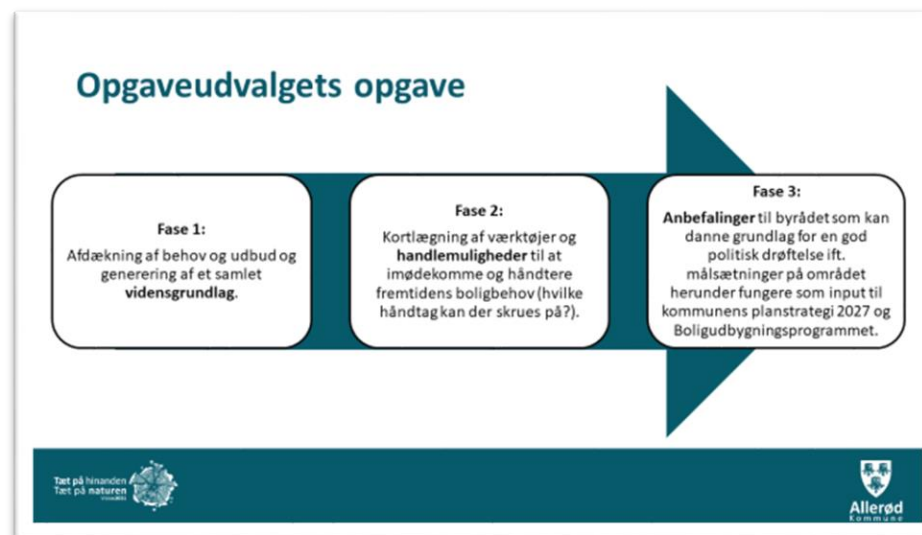 Opgaveudvalgets opgave
Fase 1:
Afdækning af behov og udbud og
generering af et samlet
vidensgrundlag.
Fase 2:
Kortlægning af værktøjer og
handlemuligheder til at
imødekomme og håndtere
fremtidens boligbehov (hvilke
håndtag kan der skrues på?).
Fase 3:
Anbefalinger til byrådet som kan
danne grundlag for en god
politisk drøftelse ift.
målsætninger på området
herunder fungere som input til
kommunens planstrategi 2027 og
Boligudbygningsprogrammet.
Tæt på hinanden
Tæt på naturen
Allerød
Kommune